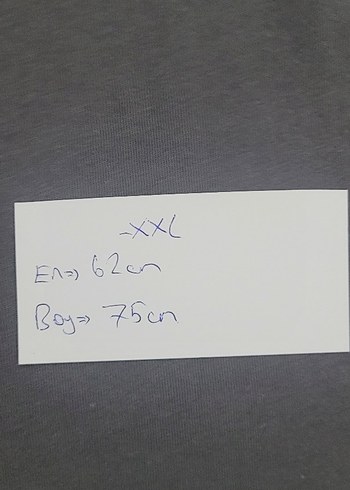 -XXL
En=> 62cm
Boy=> 75cm